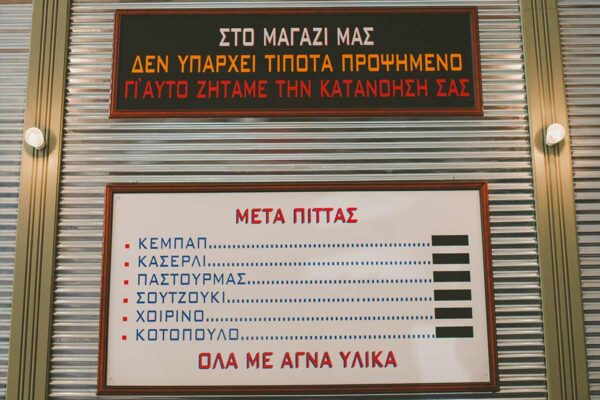 ΣΤΟ ΜΑΓΑΖΙ ΜΑΣ
ΔΕΝ ΥΠΑΡΧΕΙ ΤΙΠΟΤΑ ΠΡΟΨΗΜΕΝΟ
ΓΙ΄ΑΥΤΟ ΖΗΤΑΜΕ ΤΗΝ ΚΑΤΑΝΟΗΣΗ ΣΑΣ
ΜΕΤΑ ΠΙΤΤΑΣ
ΚΕΜΠΑΠ
ΚΑΣΕΡΛΙ
ΠΑΣΤΟΥΡΜΑΣ
ΣΟΥΤΖΟΥΚΙ
ΧΟΙΡΙΝΟ
ΚΟΤΟΠΟΥΛΟ
ΟΛΑ ΜΕ ΑΓΝΑ ΥΛΙΚΑ